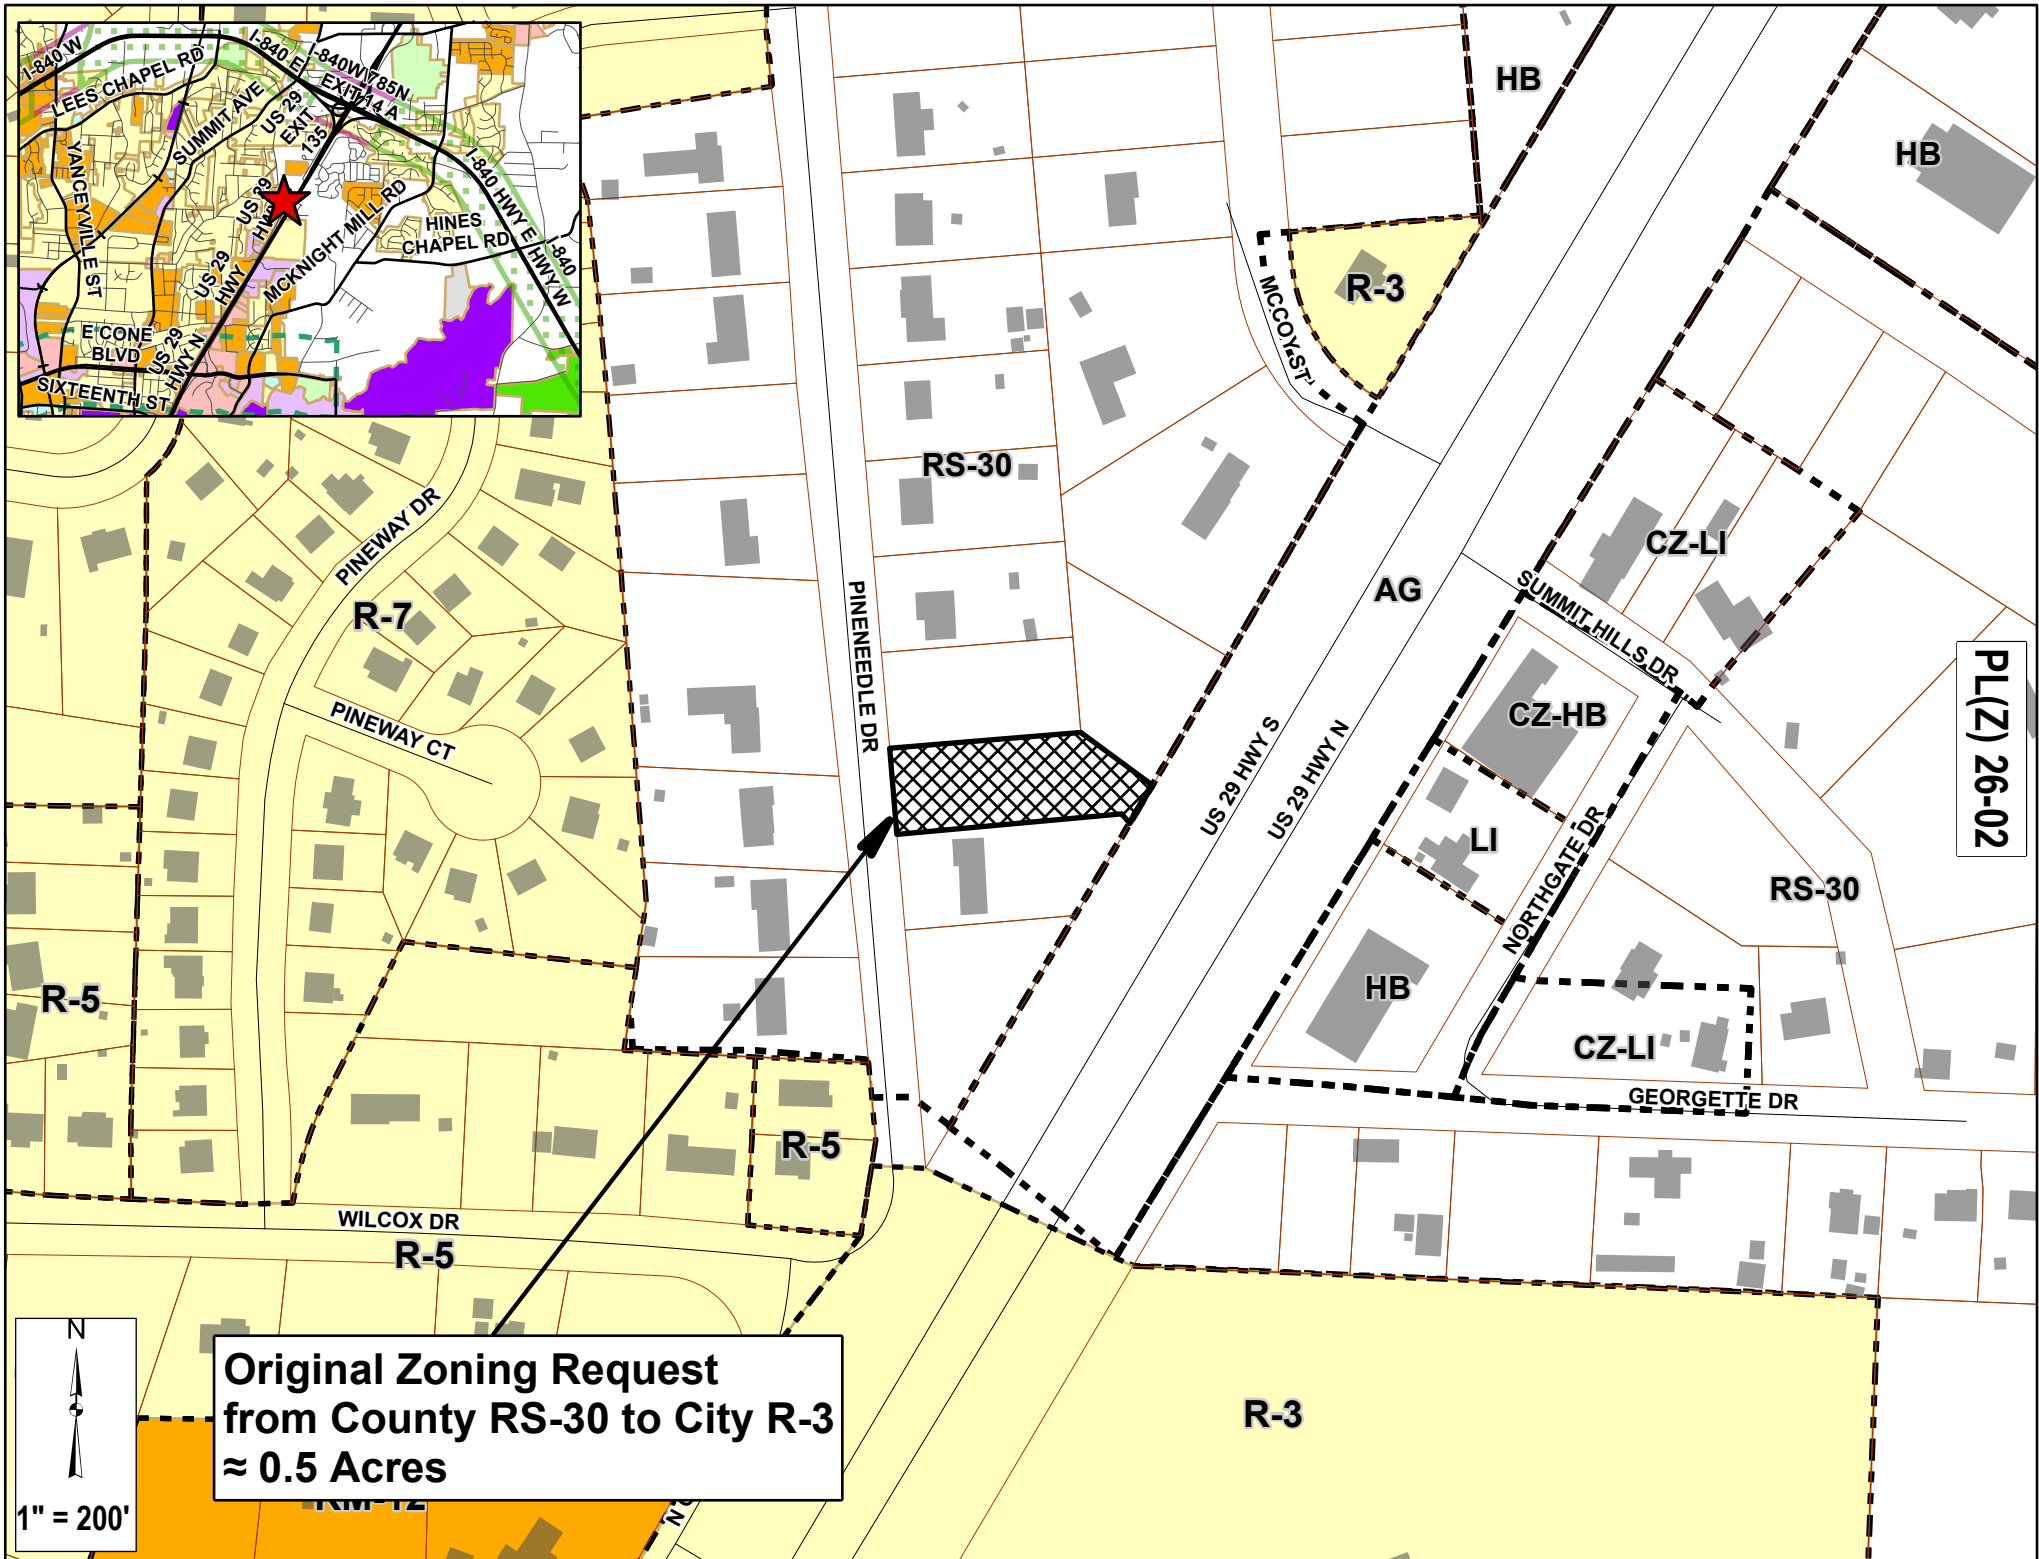 I-840 W
LEES CHAPEL RD
I-840 E
I-840W\785N
EXIT 14 A
SUMMIT AVE
US 29
EXIT
135
YANCEYVILLE ST
US 29
HWY
MCKNIGHT MILL RD
HINES
CHAPEL RD
I-840 HWY E
HWY W
I-840
US 29
HWY
E CONE
BLVD
US 29
HWY N
SIXTEENTH ST
HB
HB
R-3
MCCOY ST
RS-30
PINEWAY DR
R-7
PINENEEDLE DR
AG
CZ-LI
SUMMIT HILLS DR
PL(Z) 26-02
PINEWAY CT
CZ-HB
US 29 HWY S
US 29 HWY N
LI
NORTHGATE DR
RS-30
R-5
HB
CZ-LI
GEORGETTE DR
R-5
WILCOX DR
R-5
N
1" = 200'
Original Zoning Request
from County RS-30 to City R-3
≈ 0.5 Acres
R-3
RM-12